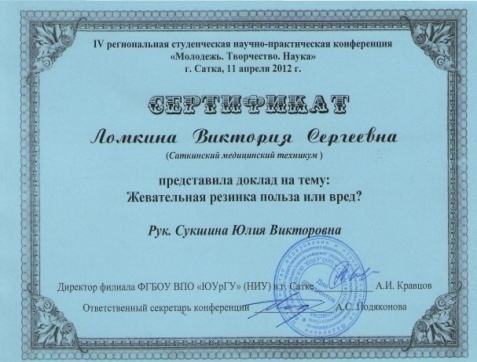 IV региональная студенческая научно-практическая конференция
«Молодежь. Творчество. Наука»
г. Сатка, 11 апреля 2012 г.
СЕРТИФИКАТ
Ломкина Виктория Сергеевна
(Саткинский медицинский техникум )
представила доклад на тему:
Жевательная резинка польза или вред?
Рук. Сукшина Юлия Викторовна
Директор филиала ФГБОУ ВПО «ЮУрГУ» (НИУ) в г. Сатке А.И. Кравцов
Ответственный секретарь конференции А.С. Подяконова